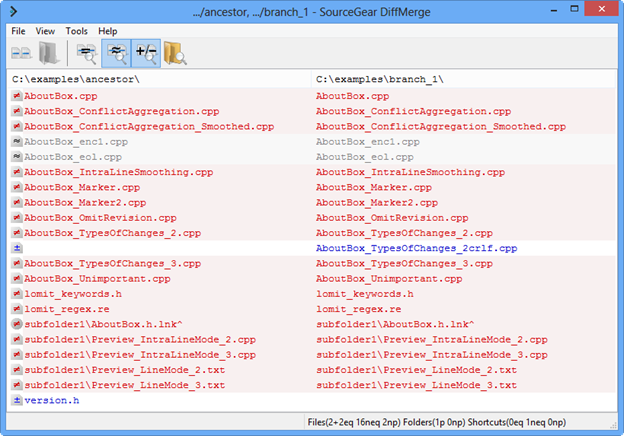 .../ancestor, .../branch_1 - SourceGear DiffMerge
File View Tools Help
C:\examples\ancestor\ C:\examples\branch_1\
AboutBox.cpp AboutBox.cpp
AboutBox_ConflictAggregation.cpp AboutBox_ConflictAggregation.cpp
AboutBox_ConflictAggregation_Smoothed.cpp AboutBox_ConflictAggregation_Smoothed.cpp
AboutBox_enc1.cpp AboutBox_enc1.cpp
AboutBox_eol.cpp AboutBox_eol.cpp
AboutBox_IntraLineSmoothing.cpp AboutBox_IntraLineSmoothing.cpp
AboutBox_Marker.cpp AboutBox_Marker.cpp
AboutBox_Marker2.cpp AboutBox_Marker2.cpp
AboutBox_OmitRevision.cpp AboutBox_OmitRevision.cpp
AboutBox_TypesOfChanges_2.cpp AboutBox_TypesOfChanges_2.cpp
AboutBox_TypesOfChanges_2crlf.cpp
AboutBox_TypesOfChanges_3.cpp AboutBox_TypesOfChanges_3.cpp
AboutBox_Unimportant.cpp AboutBox_Unimportant.cpp
lomit_keywords.h lomit_keywords.h
lomit_regex.re lomit_regex.re
subfolder1\AboutBox.h.lnk^ subfolder1\AboutBox.h.lnk^
subfolder1\Preview_IntraLineMode_2.cpp subfolder1\Preview_IntraLineMode_2.cpp
subfolder1\Preview_IntraLineMode_3.cpp subfolder1\Preview_IntraLineMode_3.cpp
subfolder1\Preview_LineMode_2.txt subfolder1\Preview_LineMode_2.txt
subfolder1\Preview_LineMode_3.txt subfolder1\Preview_LineMode_3.txt
version.h
Files(2+2eq 16neq 2np) Folders(1p 0np) Shortcuts(0eq 1neq 0np)